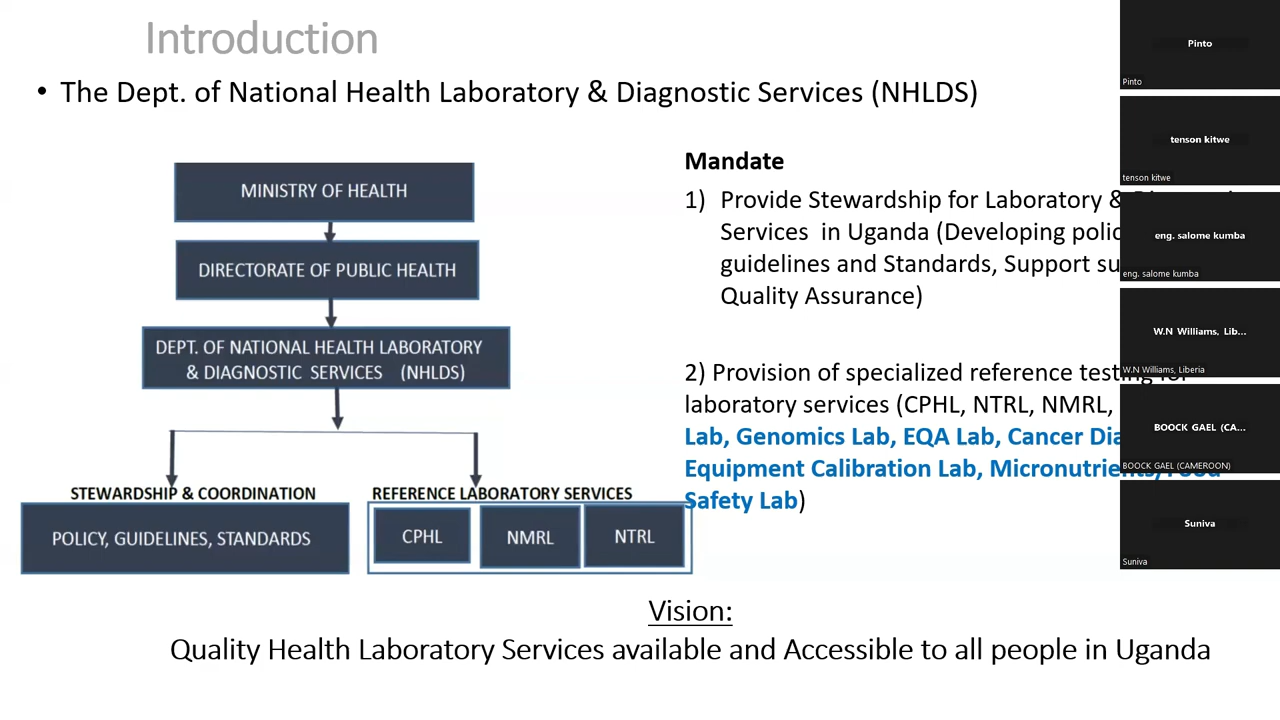 Introduction
• The Dept. of National Health Laboratory & Diagnostic Services (NHLDS)
MINISTRY OF HEALTH
DIRECTORATE OF PUBLIC HEALTH
DEPT. OF NATIONAL HEALTH LABORATORY
& DIAGNOSTIC SERVICES (NHLDS)
STEWARDSHIP & COORDINATION
POLICY, GUIDELINES, STANDARDS
REFERENCE LABORATORY SERVICES
CPHL
NMRL
NTRL
Mandate
1) Provide Stewardship for Laboratory &
Services in Uganda (Developing
guidelines and Standards, Support
Quality Assurance)
2) Provision of specialized reference testing for
laboratory services (CPHL, NTRL, NMRL,
Lab, Genomics Lab, EQA Lab, Cancer
Equipment Calibration Lab, Micronutrients/Food
Safety Lab)
Vision:
Quality Health Laboratory Services available and Accessible to all people in Uganda
Pinto
Pinto
tenson kitwe
tenson kitwe
eng. salome kumba
eng. salome kumba
W.N Williams, Lib...
W.N Williams, Liberia
BOOCK GAEL (CA...
BOOCK GAEL (CAMEROON)
Suniva
Suniva